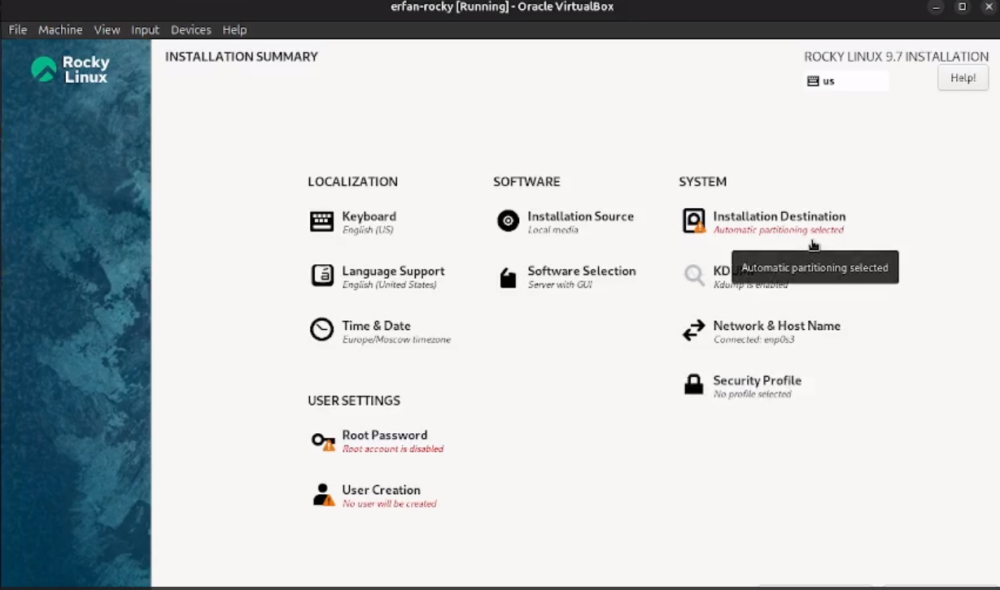 erfan-rocky [Running] - Oracle VirtualBox
File Machine View Input Devices Help
Rocky
Linux
INSTALLATION SUMMARY
ROCKY LINUX 9.7 INSTALLATION
us
Help!
LOCALIZATION
Keyboard
English (US)
Language Support
English (United States)
Time & Date
Europe/Moscow timezone
SOFTWARE
Installation Source
Local media
Software Selection
Server with GUI
SYSTEM
Installation Destination
Automatic partitioning selected
Automatic partitioning selected
Kdump is enabled
Network & Host Name
Connected: enp0s3
Security Profile
No profile selected
USER SETTINGS
Root Password
Root account is disabled
User Creation
No user will be created